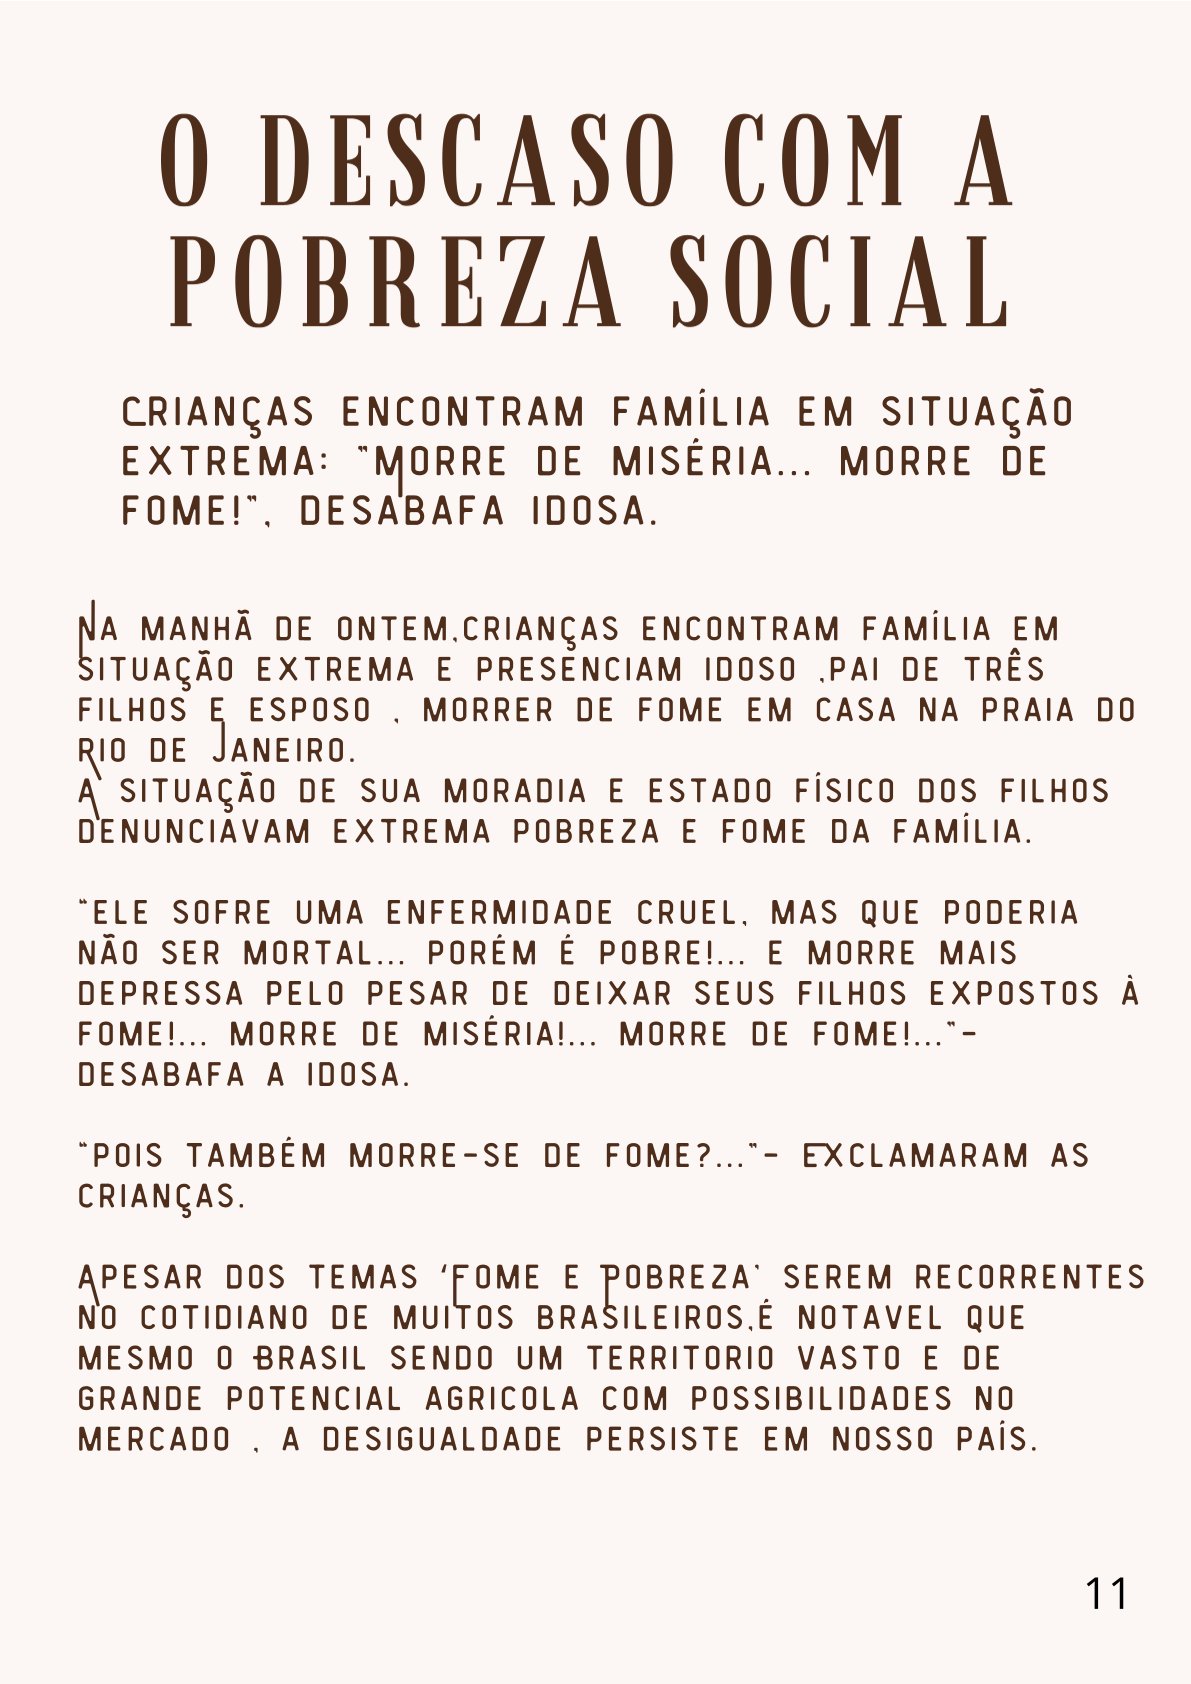 O DESCASO COM A
POBREZA SOCIAL
CRIANÇAS ENCONTRAM FAMÍLIA EM SITUAÇÃO
EXTREMA: "MORRE DE MISÉRIA... MORRE DE
FOME!", DESABAFA IDOSA.
NA MANHÃ DE ONTEM,CRIANÇAS ENCONTRAM FAMÍLIA EM
SITUAÇÃO EXTREMA E PRESENCIAM IDOSO ,PAI DE TRÊS
FILHOS E ESPOSO , MORRER DE FOME EM CASA NA PRAIA DO
RIO DE JANEIRO.
A SITUAÇÃO DE SUA MORADIA E ESTADO FÍSICO DOS FILHOS
DENUNCIAVAM EXTREMA POBREZA E FOME DA FAMÍLIA.
"ELE SOFRE UMA ENFERMIDADE CRUEL, MAS QUE PODERIA
NÃO SER MORTAL... PORÉM É POBRE!... E MORRE MAIS
DEPRESSA PELO PESAR DE DEIXAR SEUS FILHOS EXPOSTOS À
FOME!... MORRE DE MISÉRIA!... MORRE DE FOME!..."-
DESABAFA A IDOSA.
"POIS TAMBÉM MORRE-SE DE FOME?..."- EXCLAMARAM AS
CRIANÇAS.
APESAR DOS TEMAS ‘FOME E POBREZA’ SEREM RECORRENTES
NO COTIDIANO DE MUITOS BRASILEIROS,É NOTAVEL QUE
MESMO O BRASIL SENDO UM TERRITORIO VASTO E DE
GRANDE POTENCIAL AGRICOLA COM POSSIBILIDADES NO
MERCADO , A DESIGUALDADE PERSISTE EM NOSSO PAÍS.
11